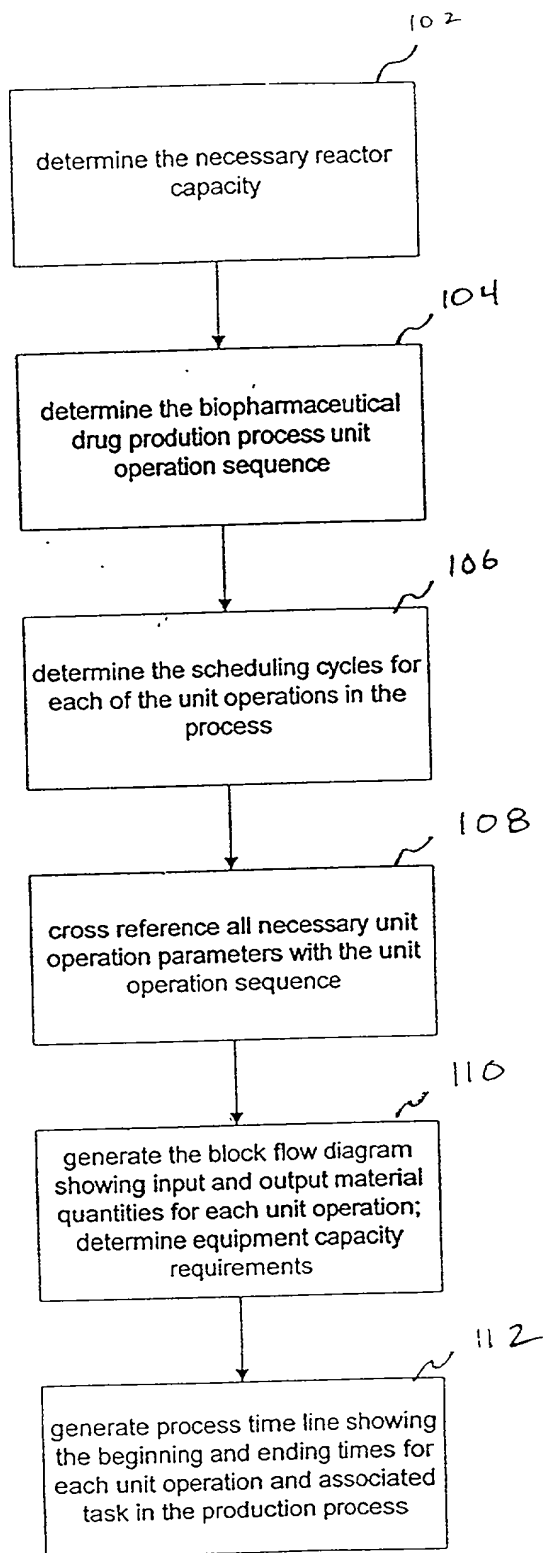 102
determine the necessary reactor
capacity
104
determine the biopharmaceutical
drug prodution process unit
operation sequence
106
determine the scheduling cycles for
each of the unit operations in the
process
108
cross reference all necessary unit
operation parameters with the unit
operation sequence
110
generate the block flow diagram
showing input and output material
quantities for each unit operation;
determine equipment capacity
requirements
112
generate process time line showing
the beginning and ending times for
each unit operation and associated
task in the production process